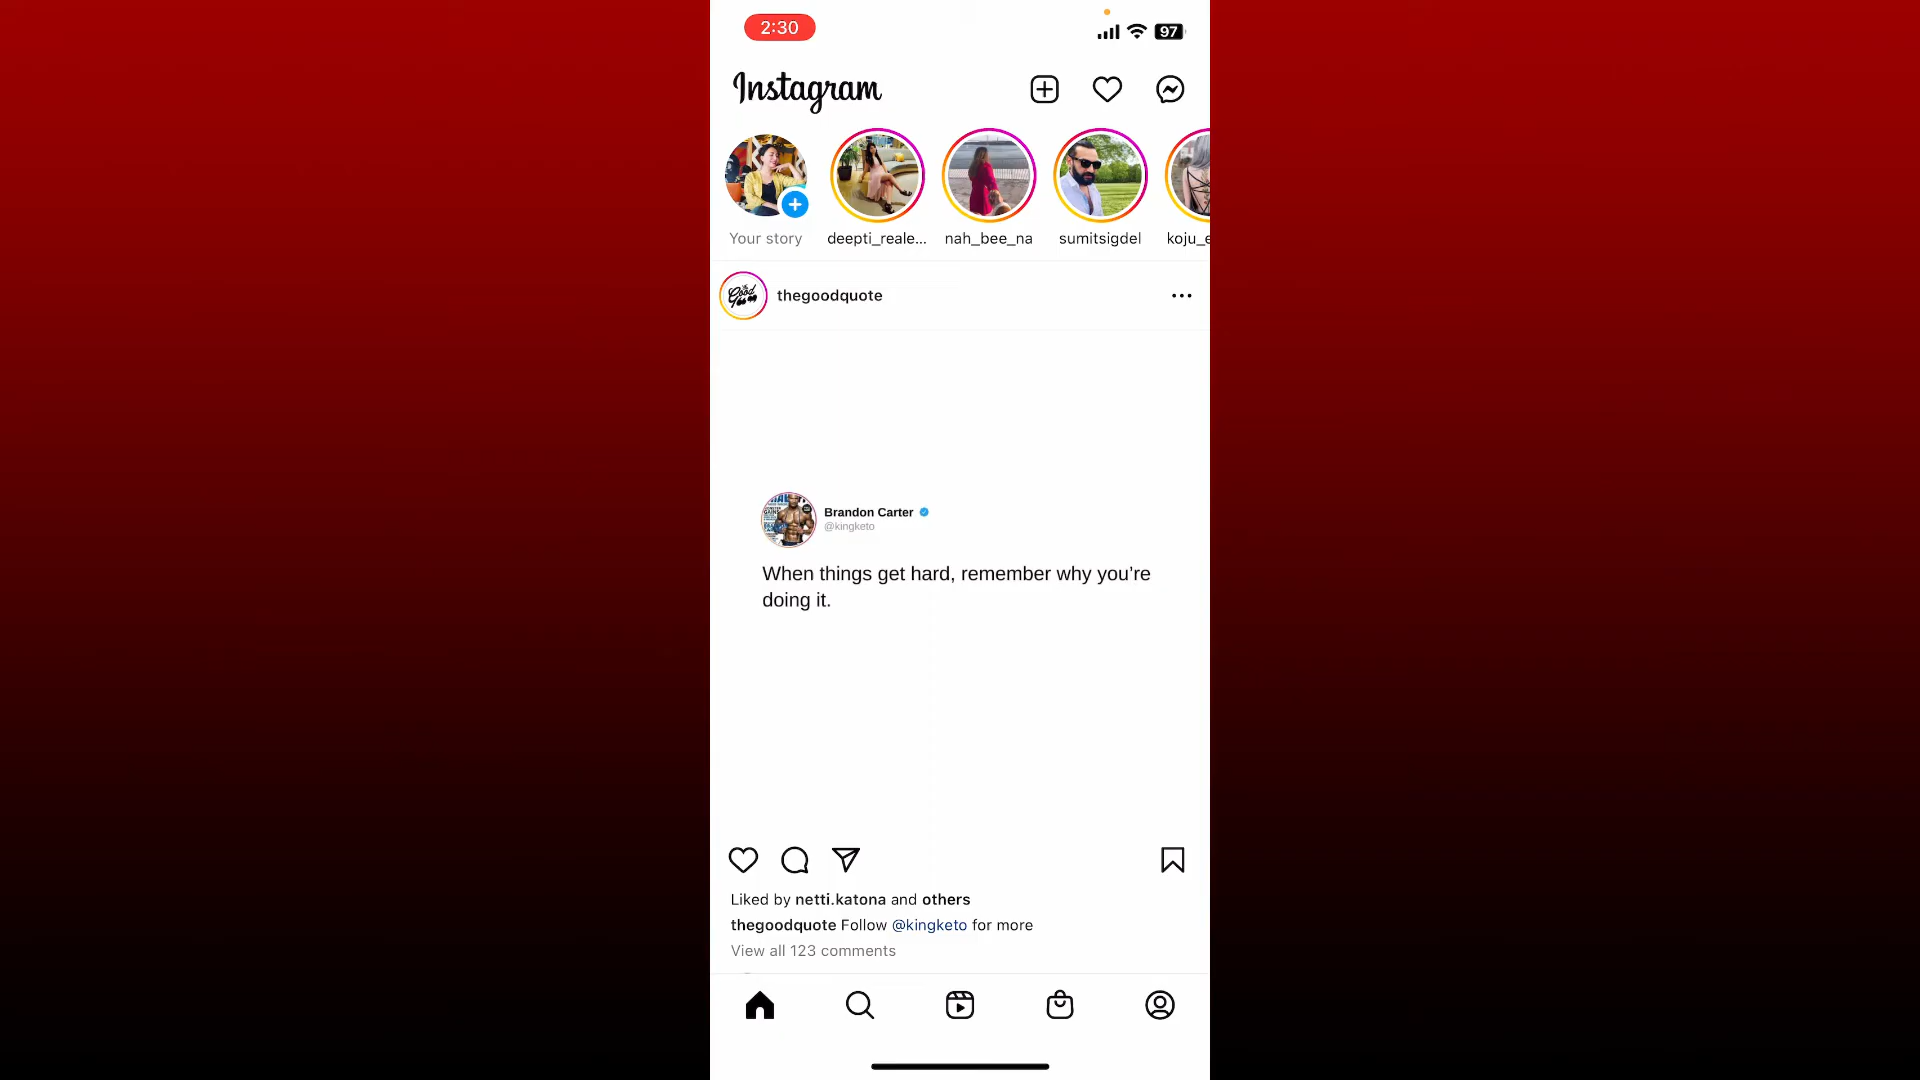 2:30
97
Instagram
Your story
deepti_reale...
nah_bee_na
sumitsigdel
koju_e
thegoodquote
Brandon Carter
@kingketo
When things get hard, remember why you’re
doing it.
Liked by netti.katona and others
thegoodquote Follow @kingketo for more
View all 123 comments